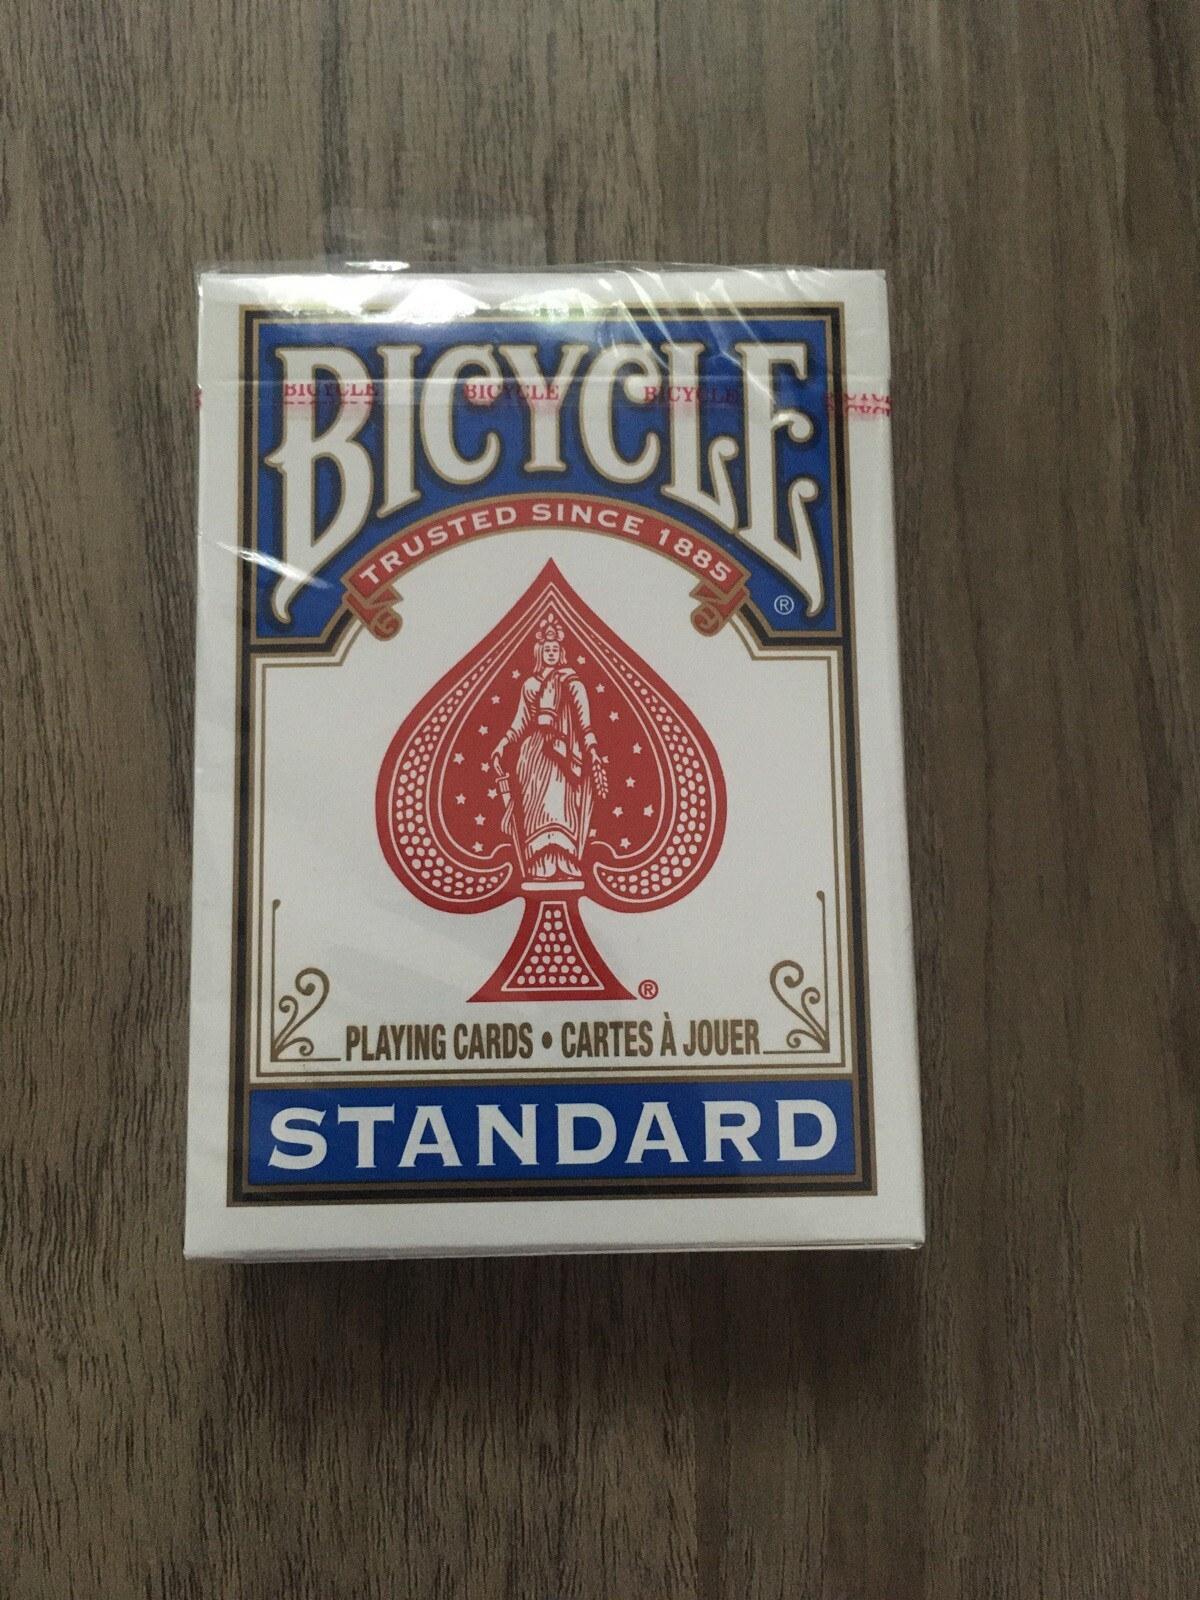 BICYCLE
BICYCLE BICYCLE BICYCLE
TRUSTED SINCE 1885
®
®
PLAYING CARDS • CARTES À JOUER
STANDARD